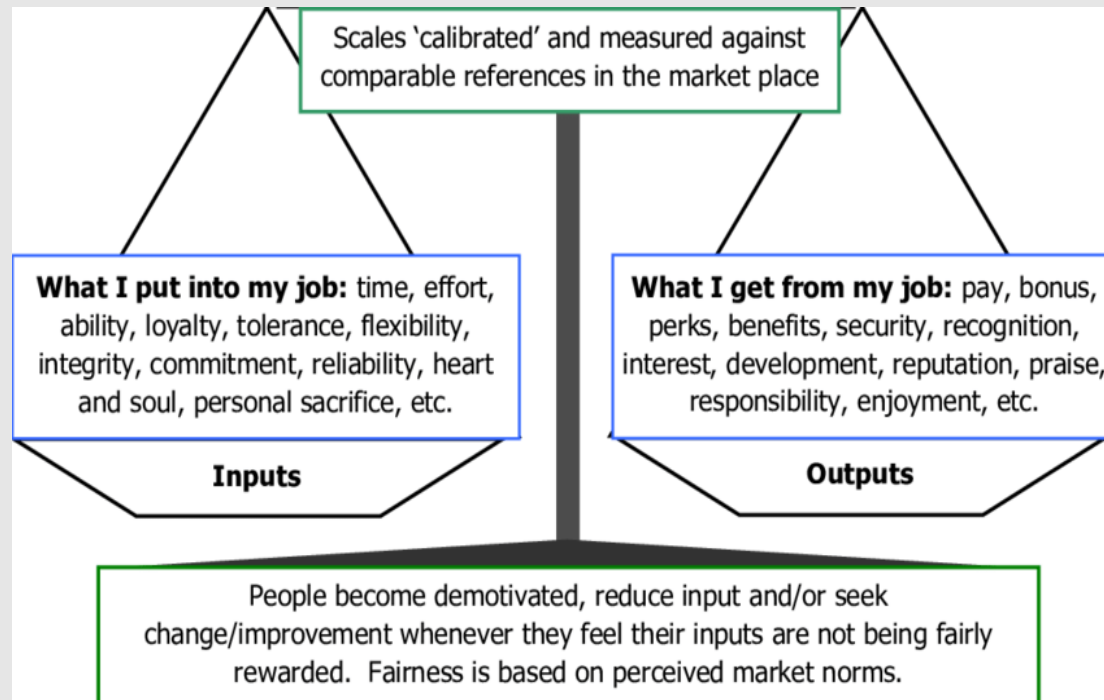 Scales ‘calibrated’ and measured against
comparable references in the market place
What I put into my job: time, effort,
ability, loyalty, tolerance, flexibility,
integrity, commitment, reliability, heart
and soul, personal sacrifice, etc.
Inputs
What I get from my job: pay, bonus,
perks, benefits, security, recognition,
interest, development, reputation, praise,
responsibility, enjoyment, etc.
Outputs
People become demotivated, reduce input and/or seek
change/improvement whenever they feel their inputs are not being fairly
rewarded.  Fairness is based on perceived market norms.